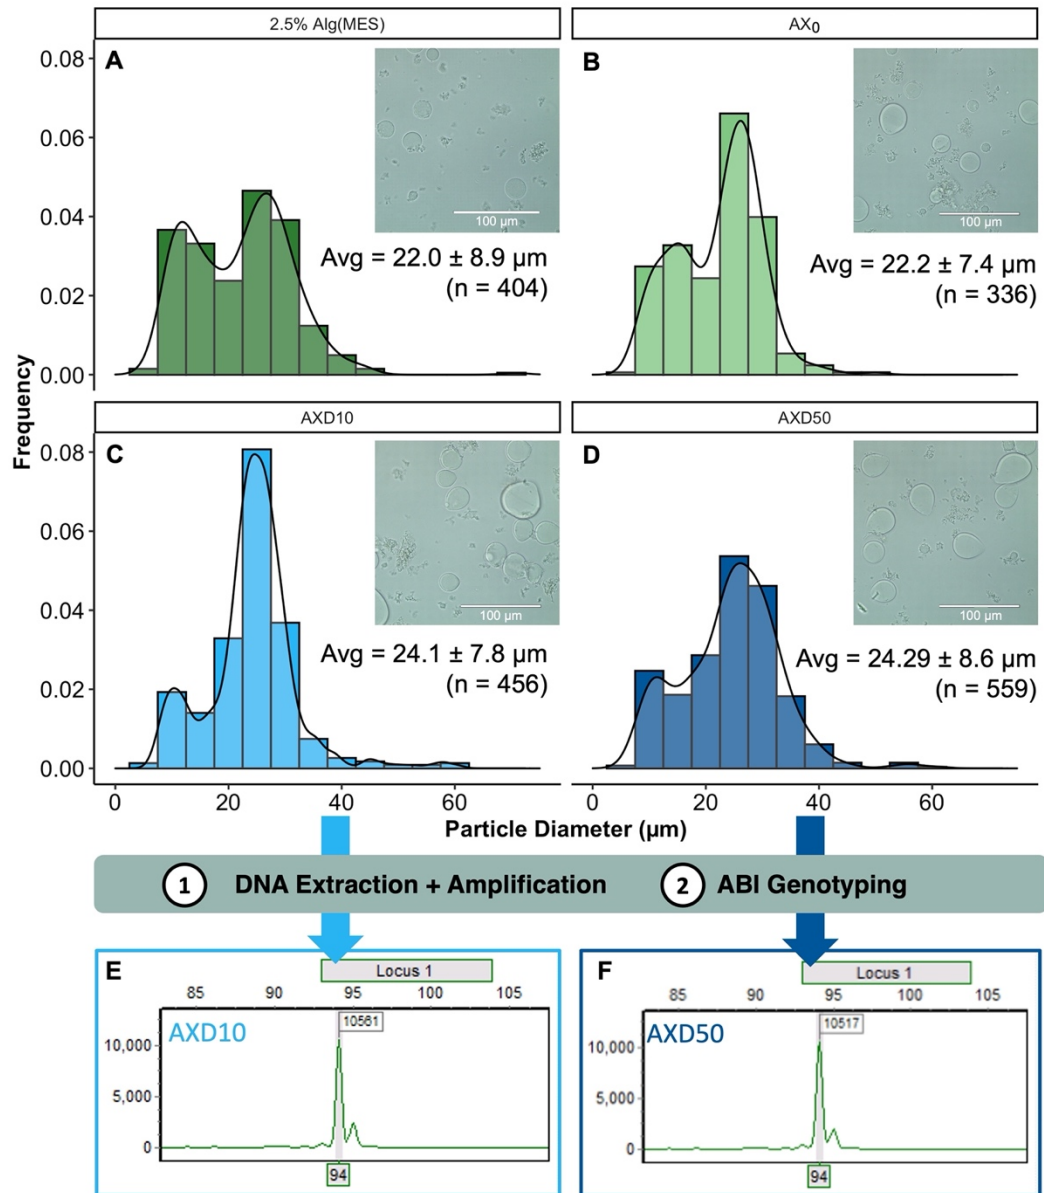 2.5% Alg(MES)
AX0
A
B
0.08
0.06
0.04
0.02
0.00
100 µm
100 µm
Avg = 22.0 ± 8.9 µm
(n = 404)
Avg = 22.2 ± 7.4 µm
(n = 336)
Frequency
AXD10
AXD50
C
D
0.08
0.06
0.04
0.02
0.00
100 µm
100 µm
Avg = 24.1 ± 7.8 µm
(n = 456)
Avg = 24.29 ± 8.6 µm
(n = 559)
0 20 40 60
0 20 40 60
Particle Diameter (µm)
1 DNA Extraction + Amplification
2 ABI Genotyping
E
Locus 1
85 90 95 100 105
AXD10
10561
10,000
5,000
0
94
F
Locus 1
85 90 95 100 105
AXD50
10517
10,000
5,000
0
94